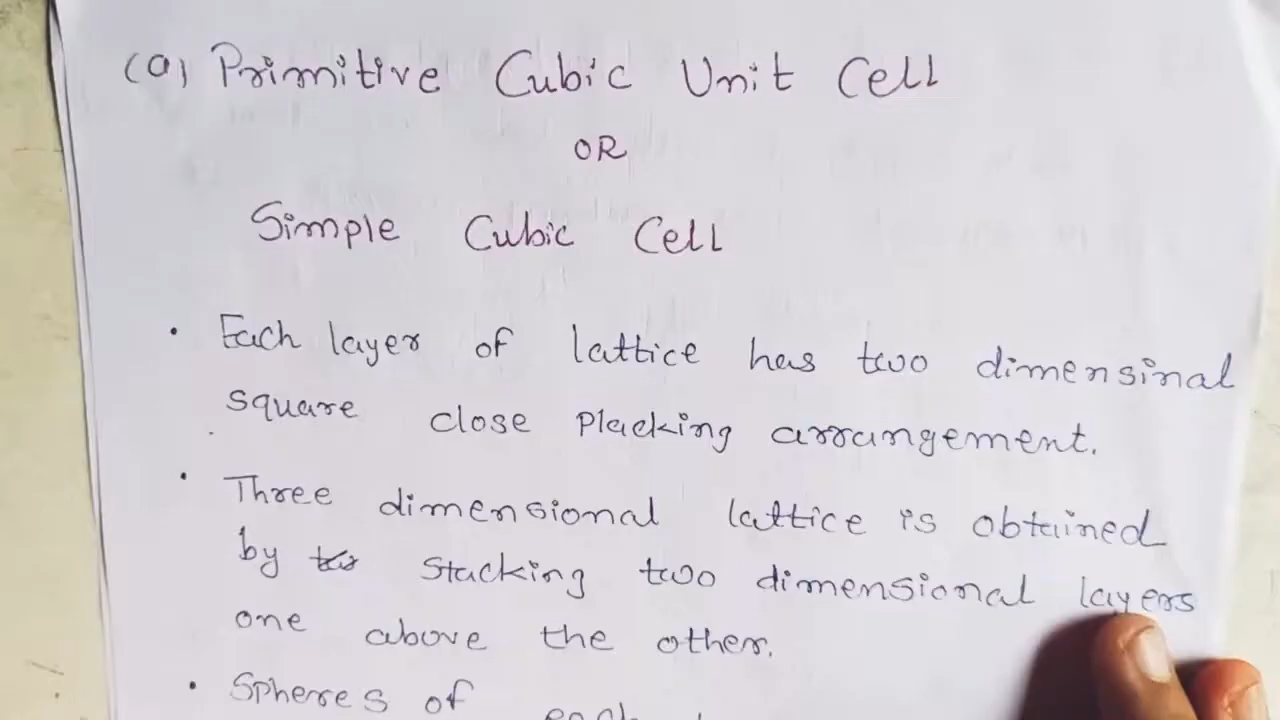 (a) Primitive Cubic Unit Cell
OR
Simple Cubic Cell
• Each layer of lattice has two dimensinal
square close placking arrangement.
• Three dimensional lattice is obtained
by stacking two dimensional layers
one above the other.
• Spheres of each